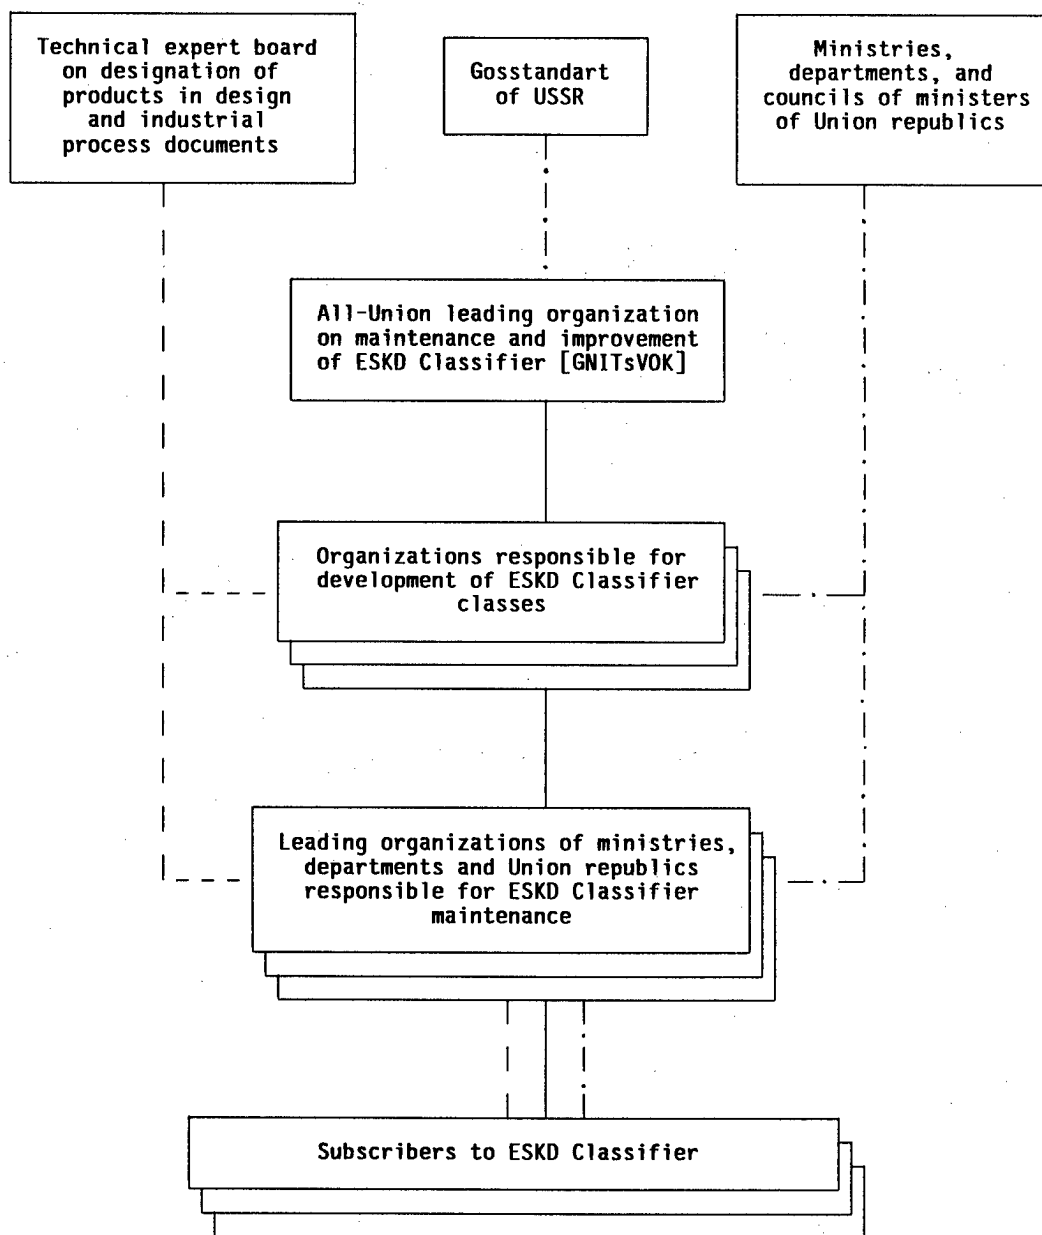 Technical expert board
on designation of
products in design
and industrial
process documents
Gosstandart
of USSR
Ministries,
departments, and
councils of ministers
of Union republics
All-Union leading organization
on maintenance and improvement
of ESKD Classifier [GNITsVOK]
Organizations responsible for
development of ESKD Classifier
classes
Leading organizations of ministries,
departments and Union republics
responsible for ESKD Classifier
maintenance
Subscribers to ESKD Classifier